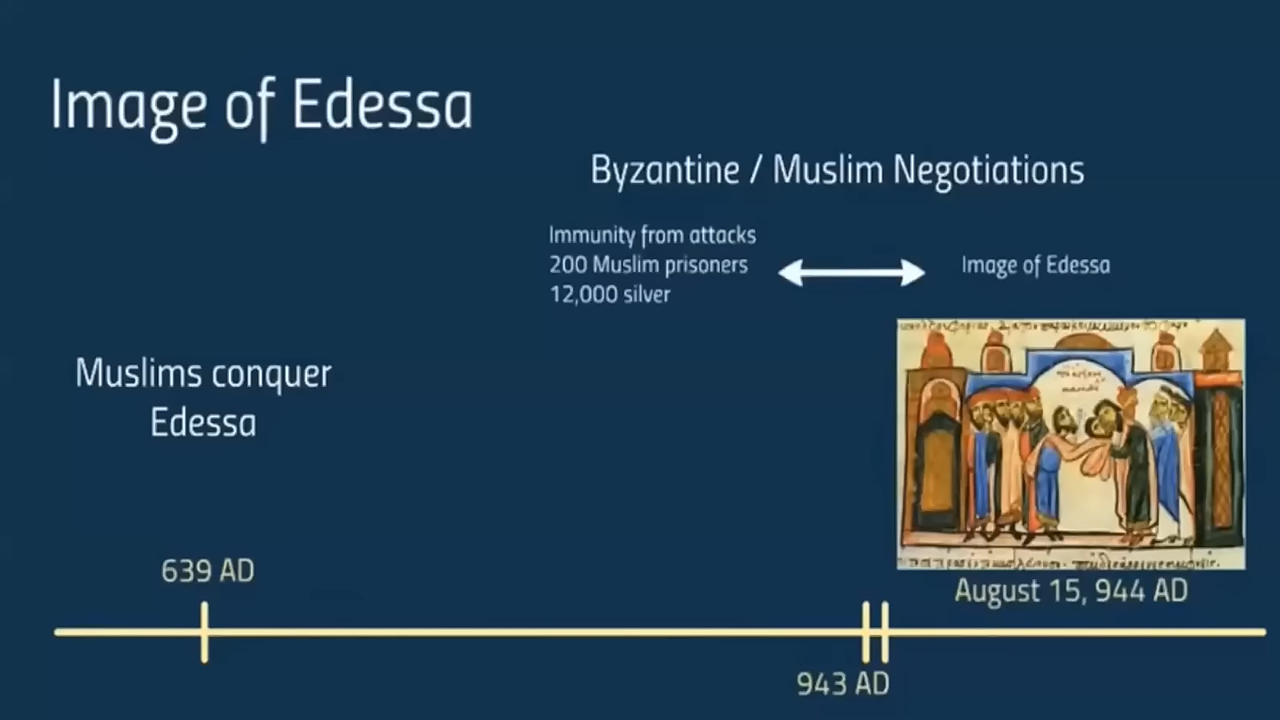 Image of Edessa
Byzantine / Muslim Negotiations
Immunity from attacks
200 Muslim prisoners
12,000 silver
Image of Edessa
Muslims conquer
Edessa
639 AD
August 15, 944 AD
943 AD